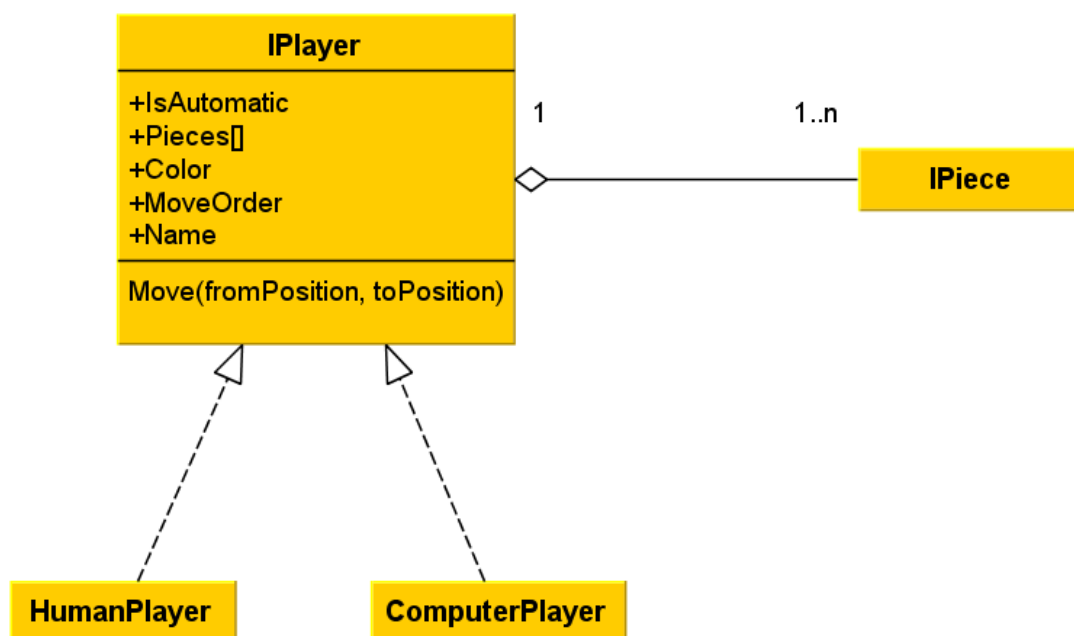 IPlayer
+IsAutomatic
+Pieces[]
+Color
+MoveOrder
+Name
Move(fromPosition, toPosition)
1
1..n
IPiece
HumanPlayer
ComputerPlayer